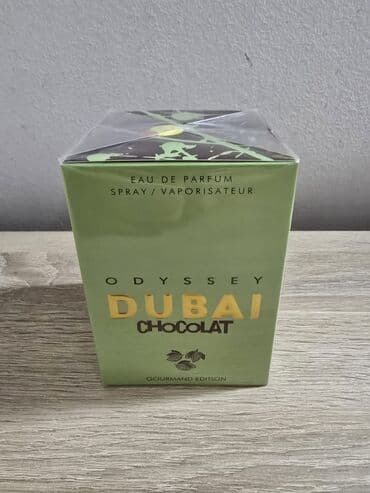 EAU DE PARFUM
SPRAY / VAPORISATEUR
ODYSSEY
DUBAI
CHOCOLAT
GOURMAND EDITION